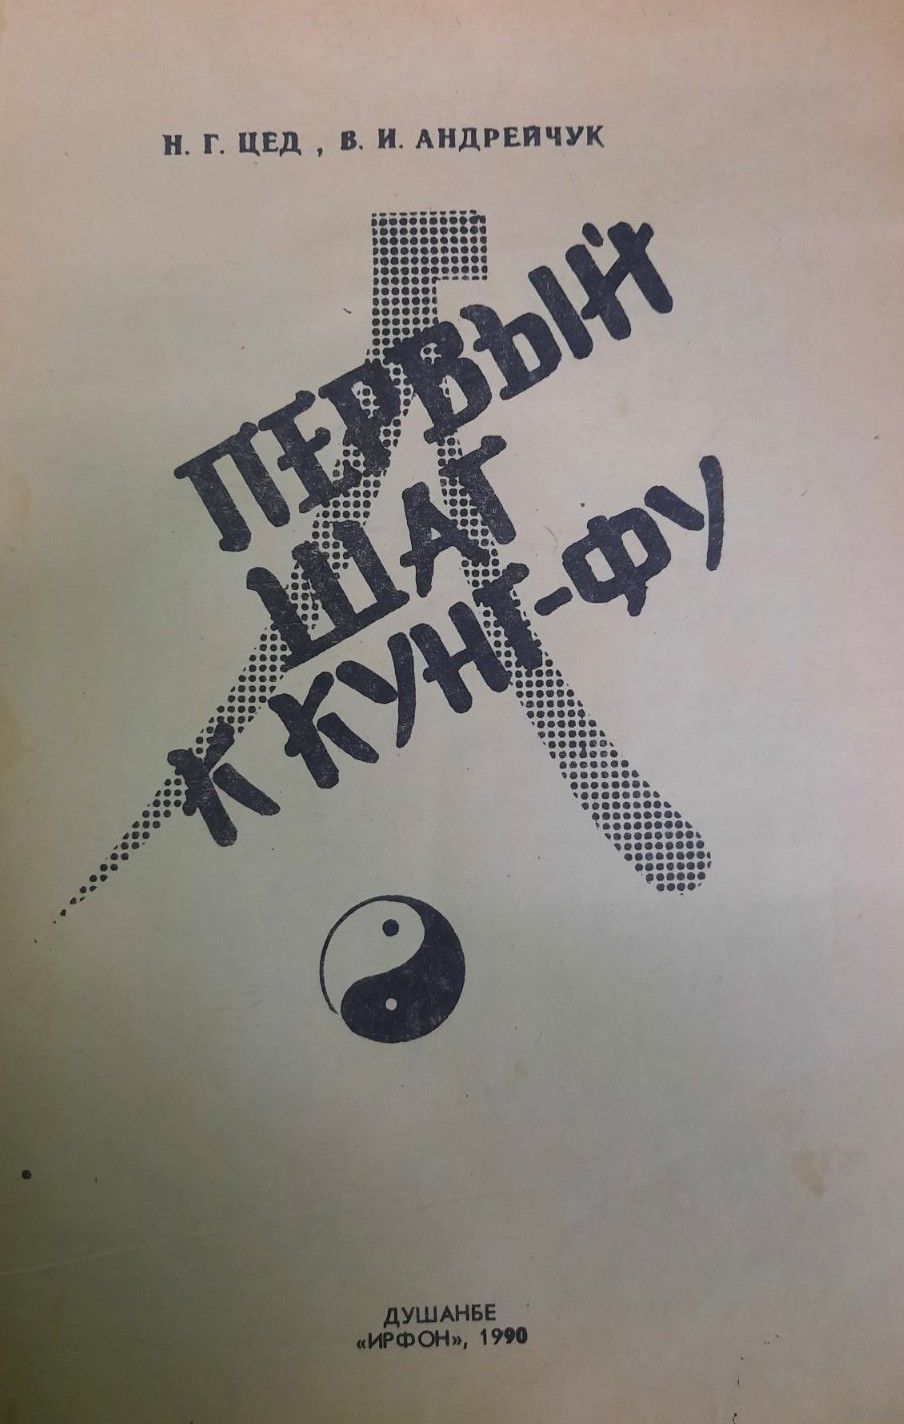 Н. Г. ЦЕД , В. И. АНДРЕЙЧУК
ПЕРВЫЙ
ШАГ
К КУНГ-ФУ
ДУШАНБЕ
«ИРФОН», 1990